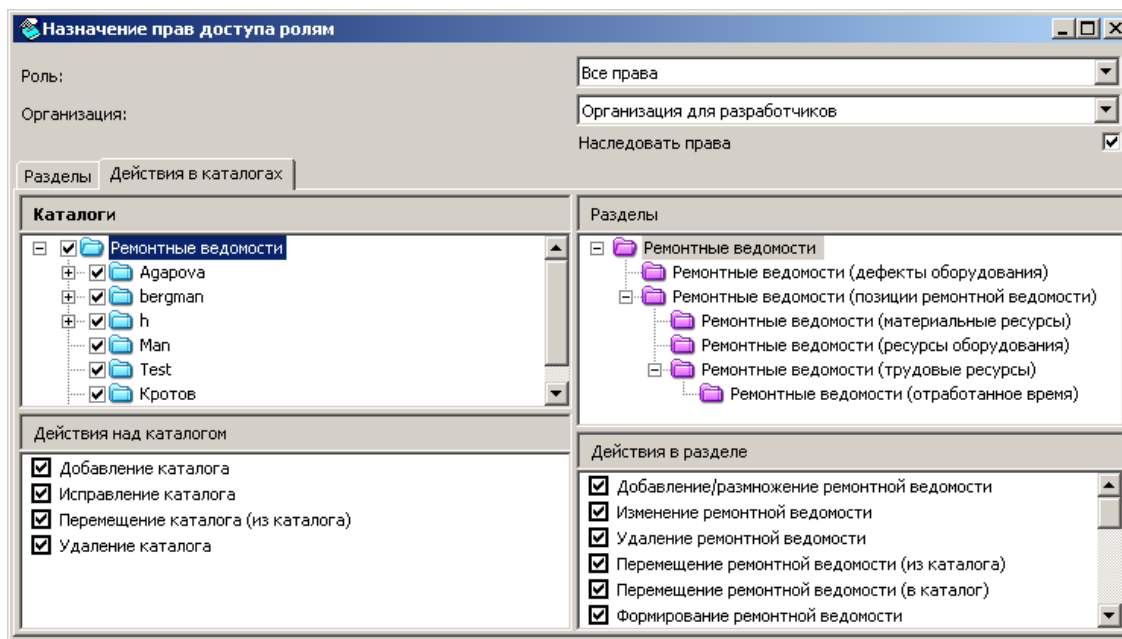 Назначение прав доступа ролям
Роль:
Все права
Организация:
Организация для разработчиков
Наследовать права
Разделы
Действия в каталогах
Каталоги
Ремонтные ведомости
Agapova
bergman
h
Man
Test
Кротов
Разделы
Ремонтные ведомости
Ремонтные ведомости (дефекты оборудования)
Ремонтные ведомости (позиции ремонтной ведомости)
Ремонтные ведомости (материальные ресурсы)
Ремонтные ведомости (ресурсы оборудования)
Ремонтные ведомости (трудовые ресурсы)
Ремонтные ведомости (отработанное время)
Действия над каталогом
Добавление каталога
Исправление каталога
Перемещение каталога (из каталога)
Удаление каталога
Действия в разделе
Добавление/размножение ремонтной ведомости
Изменение ремонтной ведомости
Удаление ремонтной ведомости
Перемещение ремонтной ведомости (из каталога)
Перемещение ремонтной ведомости (в каталог)
Формирование ремонтной ведомости